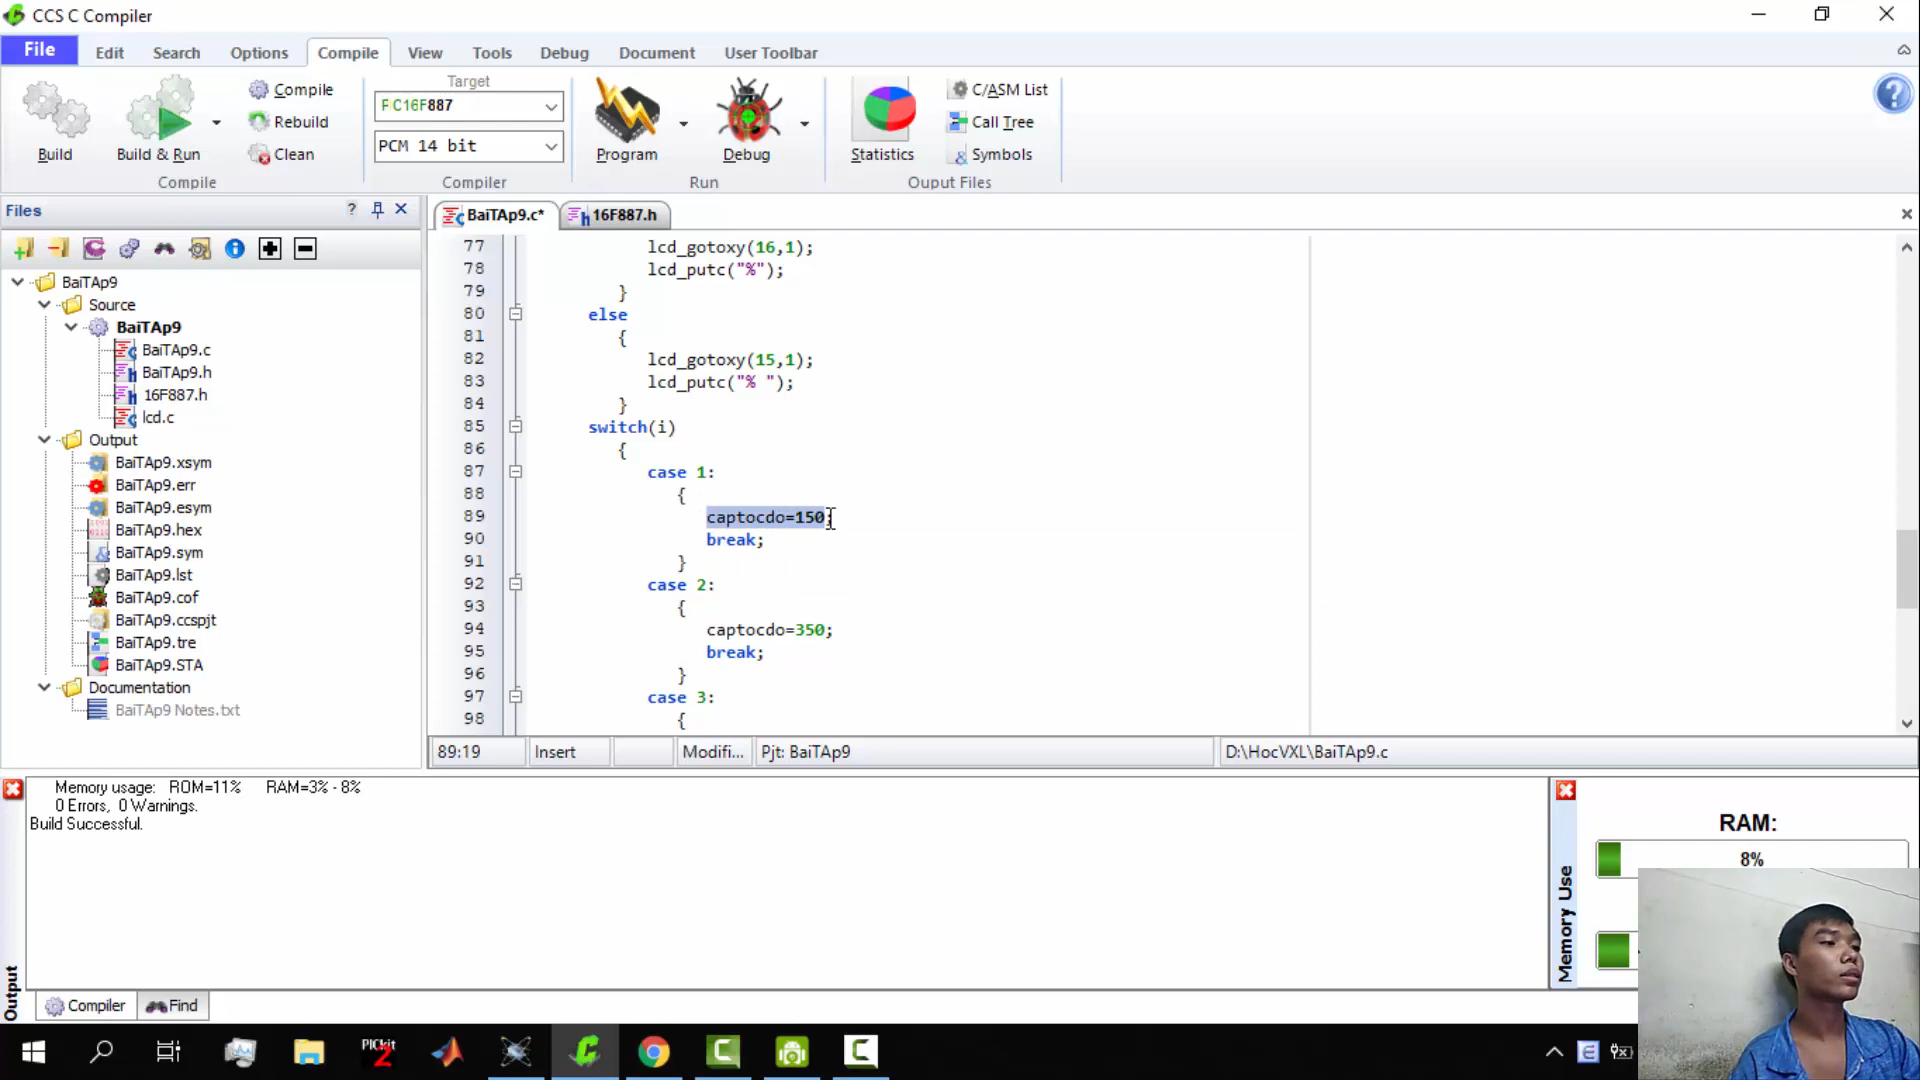 CCS C Compiler
File Edit Search Options Compile View Tools Debug Document User Toolbar
Build
Build & Run
Compile
Rebuild
Clean
Compile
Target
PIC16F887
PCM 14 bit
Compiler
Program
Debug
Run
Statistics
C/ASM List
Call Tree
Symbols
Ouput Files
Files
?
BaiTAp9
Source
BaiTAp9
BaiTAp9.c
BaiTAp9.h
16F887.h
lcd.c
Output
BaiTAp9.xsym
BaiTAp9.err
BaiTAp9.esym
BaiTAp9.hex
BaiTAp9.sym
BaiTAp9.lst
BaiTAp9.cof
BaiTAp9.ccspjt
BaiTAp9.tre
BaiTAp9.STA
Documentation
BaiTAp9 Notes.txt
BaiTAp9.c* 16F887.h
77 lcd_gotoxy(16,1);
78 lcd_putc("%");
79 }
80 else
81 {
82 lcd_gotoxy(15,1);
83 lcd_putc("% ");
84 }
85 switch(i)
86 {
87 case 1:
88 {
89 captocdo=150;
90 break;
91 }
92 case 2:
93 {
94 captocdo=350;
95 break;
96 }
97 case 3:
98 {
89:19 Insert Modifi... Pjt: BaiTAp9 D:\HocVXL\BaiTAp9.c
Memory usage: ROM=11% RAM=3% - 8%
0 Errors, 0 Warnings.
Build Successful.
Output
Compiler Find
Memory Use
RAM:
8%
PICkit
2